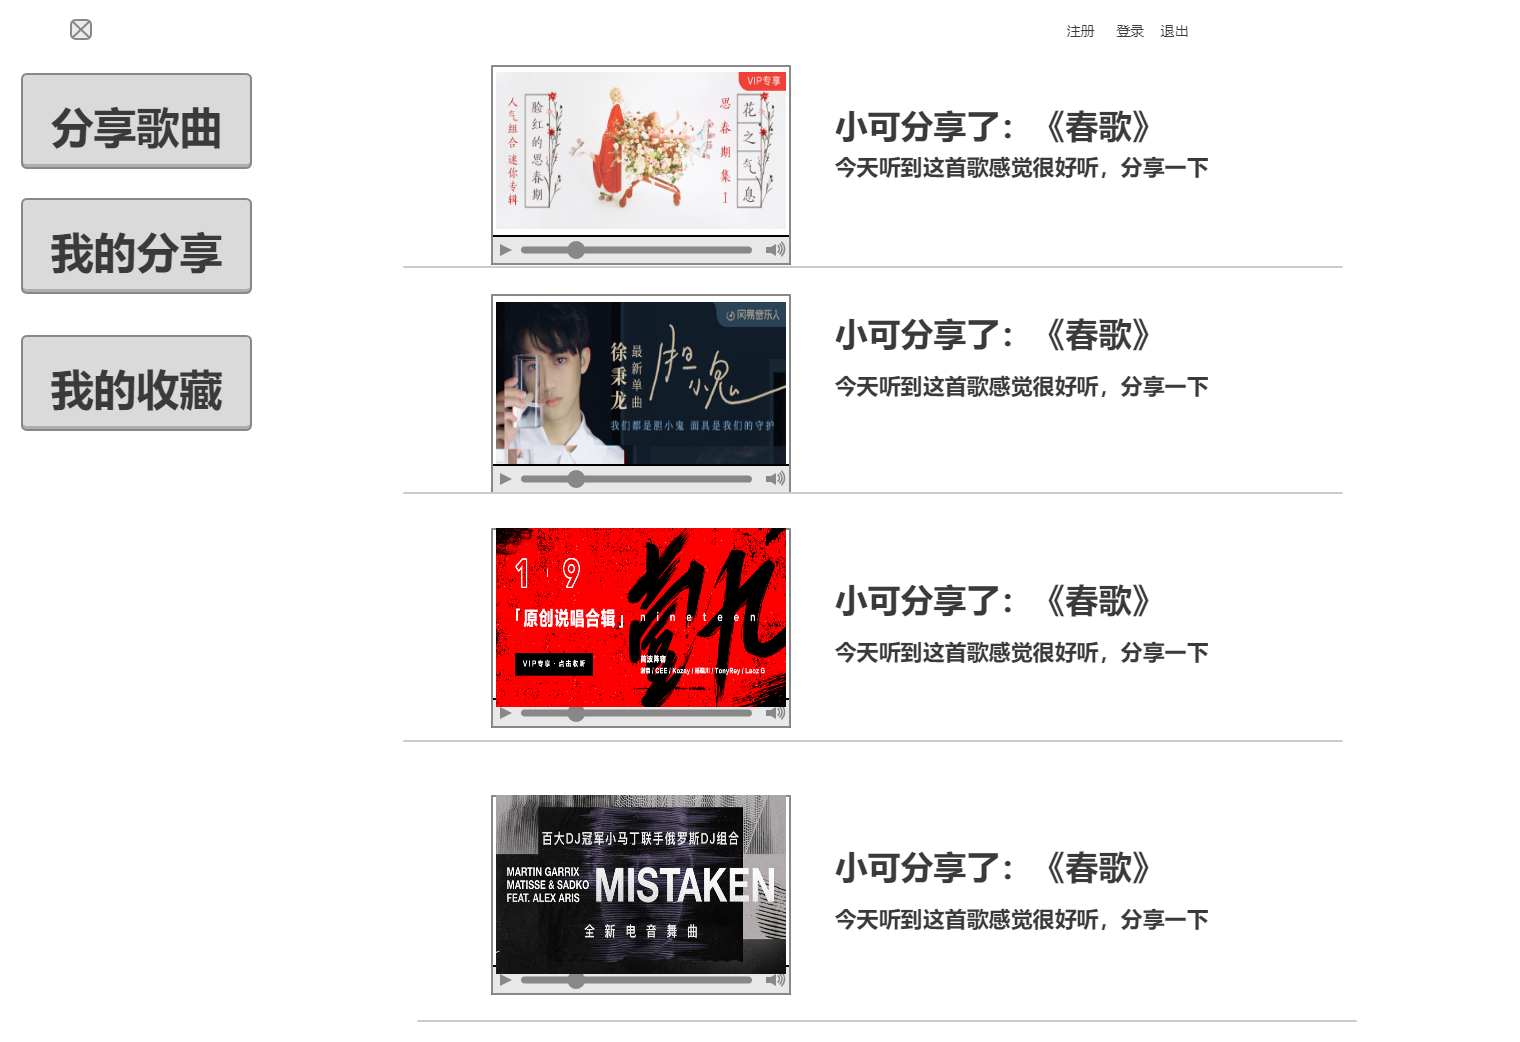 注册 登录 退出
分享歌曲
我的分享
我的收藏
VIP专享
人气组合 迷你专辑
脸红的思春期
思春期集 I
花之气息
小可分享了：《春歌》
今天听到这首歌感觉很好听，分享一下
网易音乐人
徐秉龙
最新单曲
胆小鬼
我们都是胆小鬼 面具是我们的守护
小可分享了：《春歌》
今天听到这首歌感觉很好听，分享一下
19
「原创说唱合辑」nineteen
VIP专享·点击收听
/ CEE / Kozay / 杨和苏 / TonyRay / Laoz G
小可分享了：《春歌》
今天听到这首歌感觉很好听，分享一下
百大DJ冠军小马丁联手俄罗斯DJ组合
MARTIN GARRIX
MATISSE & SADKO
FEAT. ALEX ARIS
MISTAKEN
全新电音舞曲
小可分享了：《春歌》
今天听到这首歌感觉很好听，分享一下